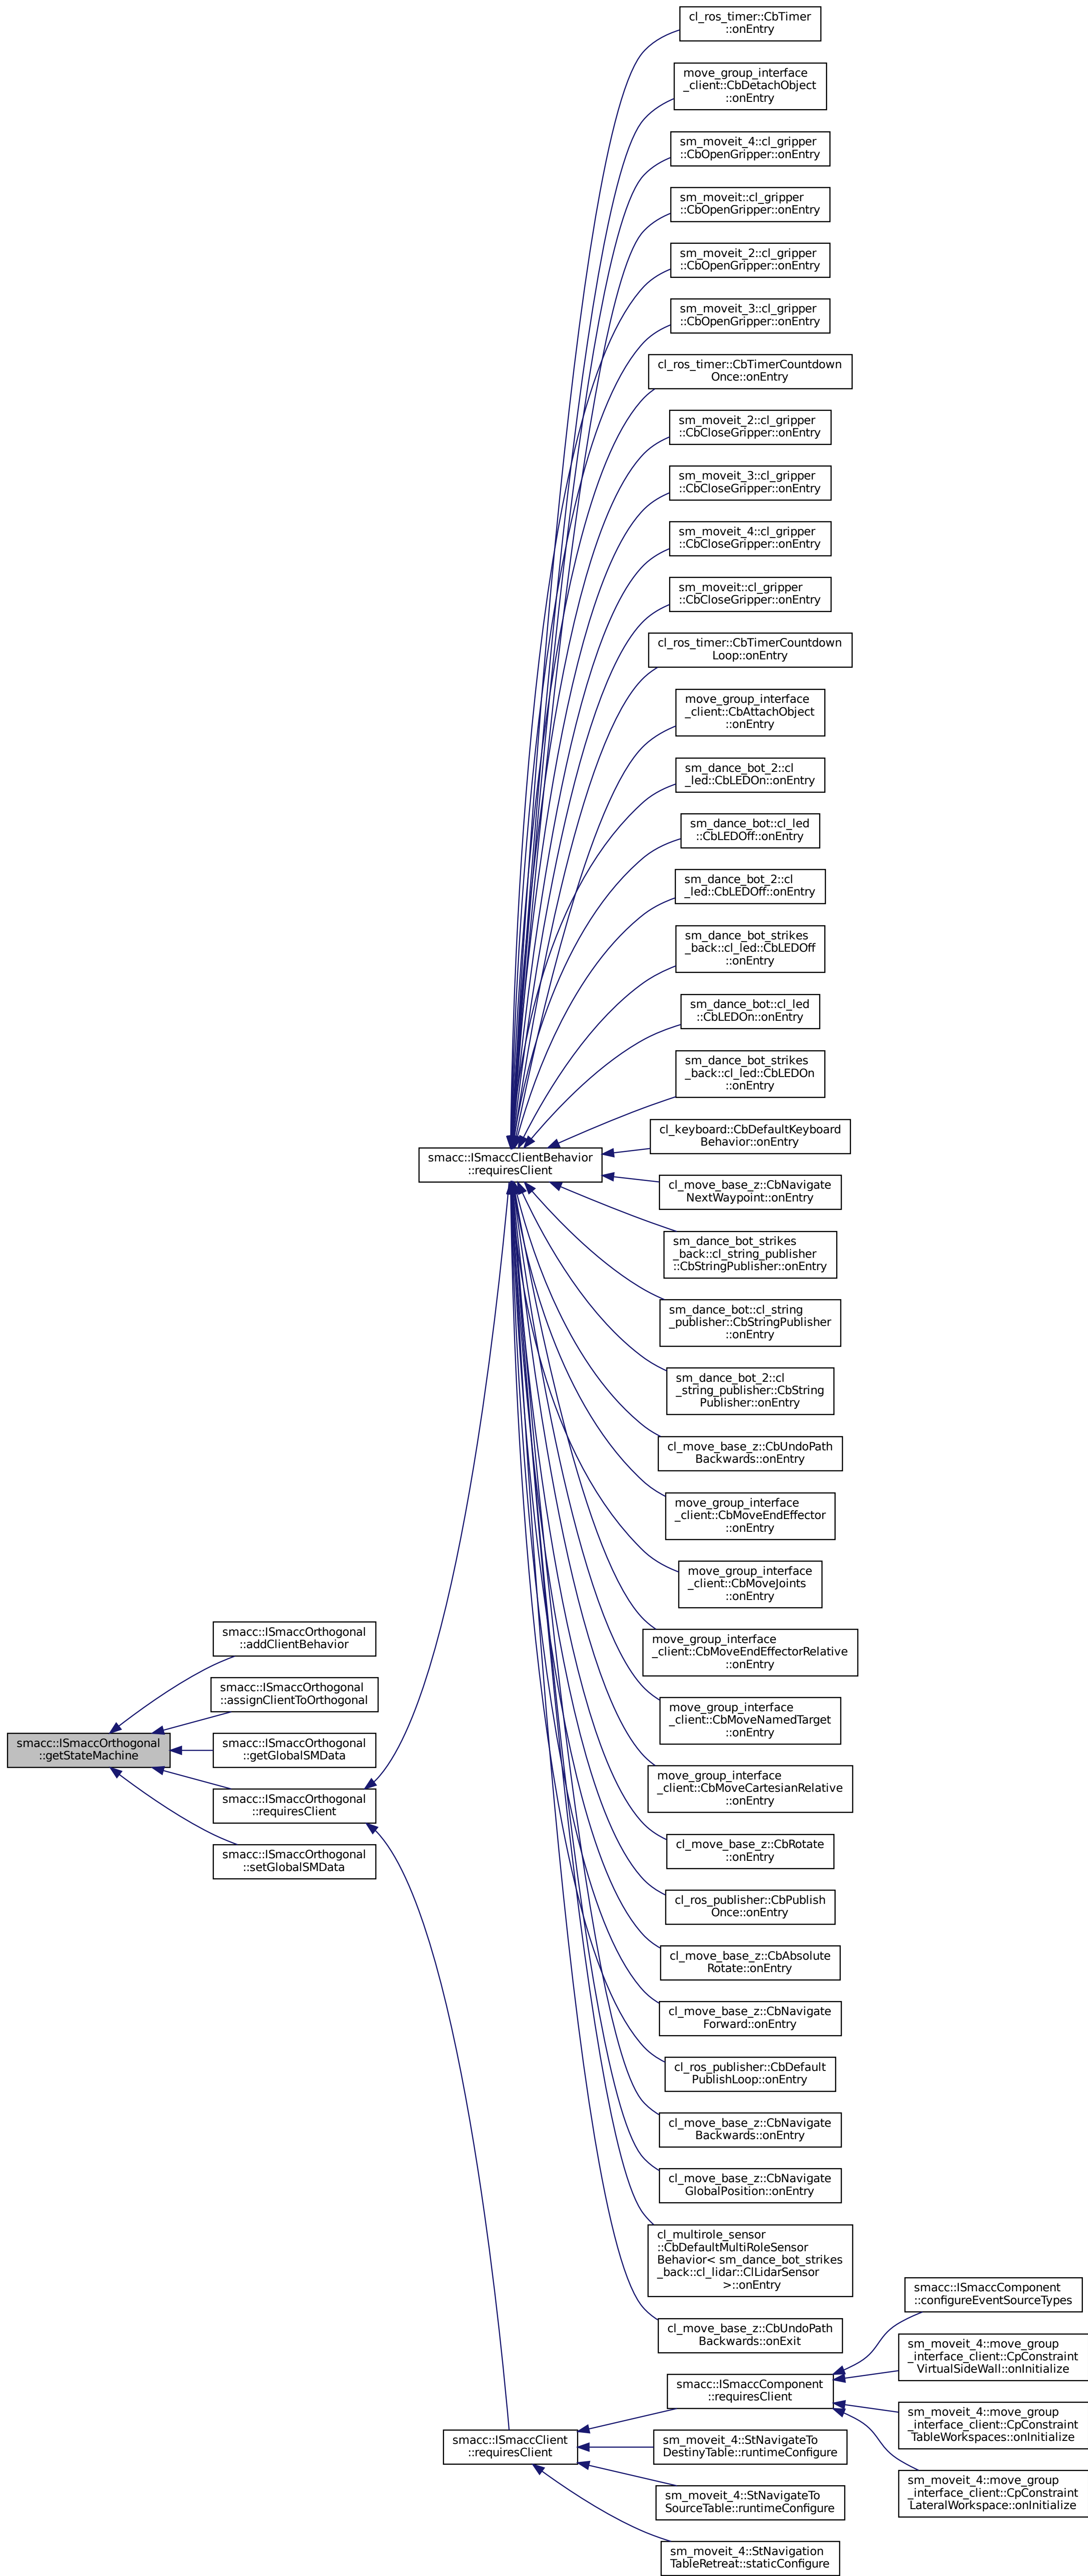 cl_ros_timer::CbTimer
::onEntry
move_group_interface
_client::CbDetachObject
::onEntry
sm_moveit_4::cl_gripper
::CbOpenGripper::onEntry
sm_moveit::cl_gripper
::CbOpenGripper::onEntry
sm_moveit_2::cl_gripper
::CbOpenGripper::onEntry
sm_moveit_3::cl_gripper
::CbOpenGripper::onEntry
cl_ros_timer::CbTimerCountdown
Once::onEntry
sm_moveit_2::cl_gripper
::CbCloseGripper::onEntry
sm_moveit_3::cl_gripper
::CbCloseGripper::onEntry
sm_moveit_4::cl_gripper
::CbCloseGripper::onEntry
sm_moveit::cl_gripper
::CbCloseGripper::onEntry
cl_ros_timer::CbTimerCountdown
Loop::onEntry
move_group_interface
_client::CbAttachObject
::onEntry
sm_dance_bot_2::cl
_led::CbLEDOn::onEntry
sm_dance_bot::cl_led
::CbLEDOff::onEntry
sm_dance_bot_2::cl
_led::CbLEDOff::onEntry
sm_dance_bot_strikes
_back::cl_led::CbLEDOff
::onEntry
sm_dance_bot::cl_led
::CbLEDOn::onEntry
sm_dance_bot_strikes
_back::cl_led::CbLEDOn
::onEntry
cl_keyboard::CbDefaultKeyboard
Behavior::onEntry
smacc::ISmaccClientBehavior
::requiresClient
cl_move_base_z::CbNavigate
NextWaypoint::onEntry
sm_dance_bot_strikes
_back::cl_string_publisher
::CbStringPublisher::onEntry
sm_dance_bot::cl_string
_publisher::CbStringPublisher
::onEntry
sm_dance_bot_2::cl
_string_publisher::CbString
Publisher::onEntry
cl_move_base_z::CbUndoPath
Backwards::onEntry
move_group_interface
_client::CbMoveEndEffector
::onEntry
move_group_interface
_client::CbMoveJoints
::onEntry
move_group_interface
_client::CbMoveEndEffectorRelative
::onEntry
move_group_interface
_client::CbMoveNamedTarget
::onEntry
move_group_interface
_client::CbMoveCartesianRelative
::onEntry
smacc::ISmaccOrthogonal
::addClientBehavior
smacc::ISmaccOrthogonal
::assignClientToOrthogonal
smacc::ISmaccOrthogonal
::getStateMachine
smacc::ISmaccOrthogonal
::getGlobalSMData
smacc::ISmaccOrthogonal
::requiresClient
smacc::ISmaccOrthogonal
::setGlobalSMData
cl_move_base_z::CbRotate
::onEntry
cl_ros_publisher::CbPublish
Once::onEntry
cl_move_base_z::CbAbsolute
Rotate::onEntry
cl_move_base_z::CbNavigate
Forward::onEntry
cl_ros_publisher::CbDefault
PublishLoop::onEntry
cl_move_base_z::CbNavigate
Backwards::onEntry
cl_move_base_z::CbNavigate
GlobalPosition::onEntry
cl_multirole_sensor
::CbDefaultMultiRoleSensor
Behavior< sm_dance_bot_strikes
_back::cl_lidar::ClLidarSensor
>::onEntry
cl_move_base_z::CbUndoPath
Backwards::onExit
smacc::ISmaccComponent
::configureEventSourceTypes
sm_moveit_4::move_group
_interface_client::CpConstraint
VirtualSideWall::onInitialize
smacc::ISmaccComponent
::requiresClient
sm_moveit_4::move_group
_interface_client::CpConstraint
TableWorkspaces::onInitialize
smacc::ISmaccClient
::requiresClient
sm_moveit_4::StNavigateTo
DestinyTable::runtimeConfigure
sm_moveit_4::move_group
_interface_client::CpConstraint
LateralWorkspace::onInitialize
sm_moveit_4::StNavigateTo
SourceTable::runtimeConfigure
sm_moveit_4::StNavigation
TableRetreat::staticConfigure